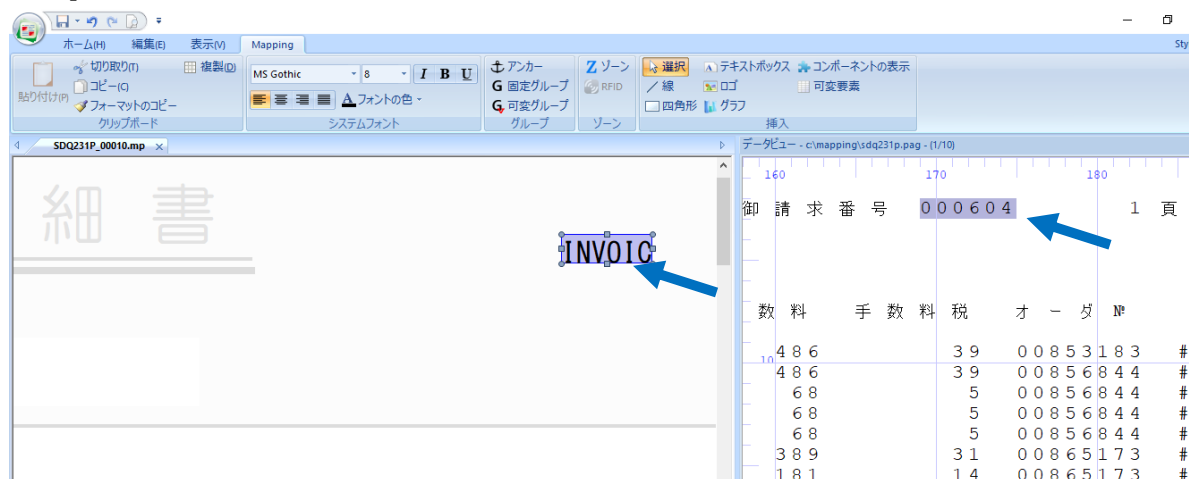 ホーム(H) 編集(E) 表示(V) Mapping Sty
貼り付け(P)
切り取り(T) 複製(D)
コピー(C)
フォーマットのコピー
クリップボード
MS Gothic 8 I B U
A フォントの色
システムフォント
アンカー
G 固定グループ
G 可変グループ
グループ
Z ゾーン
RFID
ゾーン
選択 テキストボックス コンポーネントの表示
線 ロゴ 可変要素
四角形 グラフ
挿入
SDQ231P_00010.mp ×
データビュー - c:\mapping\sdq231p.pag - (1/10)
細 書
INVOIC
160 170 180
御 請 求 番 号 000604 1 頁
数 料 手 数 料 税 オ ー ダ №
10
486 39 00853183 #
486 39 00856844 #
68 5 00856844 #
68 5 00856844 #
68 5 00856844 #
389 31 00865173 #
181 14 00865173 #